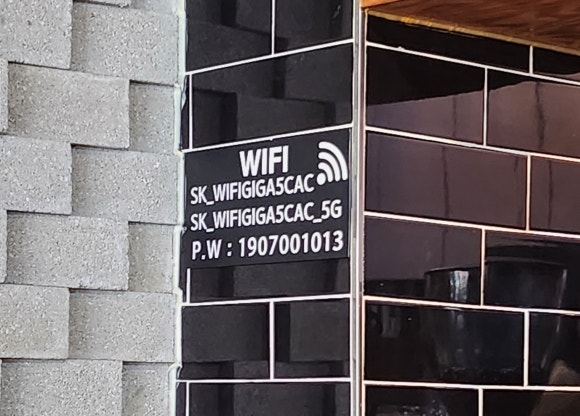 WIFI
SK_WIFIGIGA5CAC
SK_WIFIGIGA5CAC_5G
P.W : 1907001013